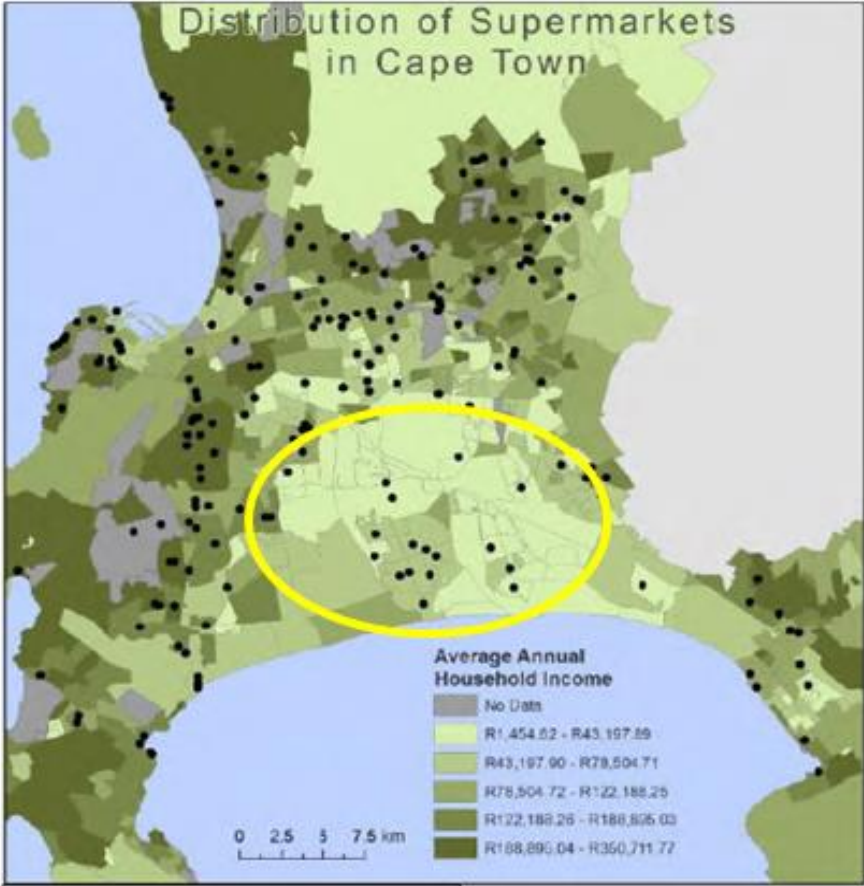 Distribution of Supermarkets
in Cape Town
Average Annual
Household Income
No Data
R1,454.62 - R43,197.89
R43,197.90 - R78,504.71
R78,504.72 - R122,188.25
R122,188.26 - R188,895.03
R188,895.04 - R350,711.77
0 2.5 5 7.5 km